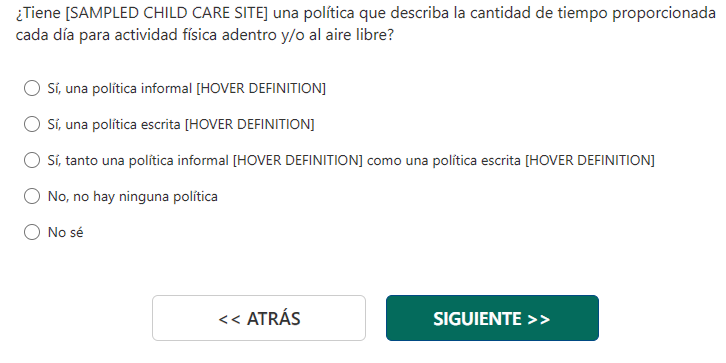 ¿Tiene [SAMPLED CHILD CARE SITE] una política que describa la cantidad de tiempo proporcionada
cada día para actividad física adentro y/o al aire libre?
Sí, una política informal [HOVER DEFINITION]
Sí, una política escrita [HOVER DEFINITION]
Sí, tanto una política informal [HOVER DEFINITION] como una política escrita [HOVER DEFINITION]
No, no hay ninguna política
No sé
<< ATRÁS SIGUIENTE >>